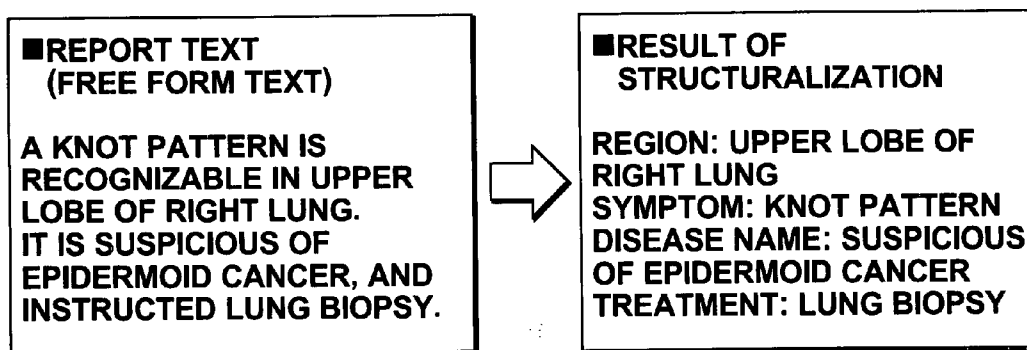 ■REPORT TEXT
(FREE FORM TEXT)
A KNOT PATTERN IS
RECOGNIZABLE IN UPPER
LOBE OF RIGHT LUNG.
IT IS SUSPICIOUS OF
EPIDERMOID CANCER, AND
INSTRUCTED LUNG BIOPSY.
■RESULT OF
STRUCTURALIZATION
REGION: UPPER LOBE OF
RIGHT LUNG
SYMPTOM: KNOT PATTERN
DISEASE NAME: SUSPICIOUS
OF EPIDERMOID CANCER
TREATMENT: LUNG BIOPSY